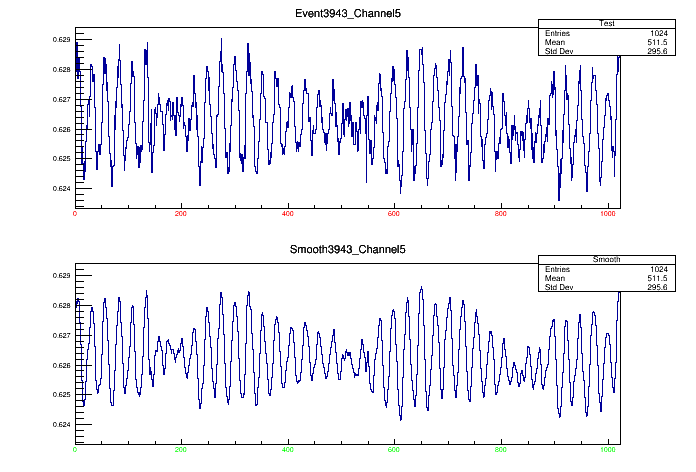 Event3943_Channel5
Test
Entries 1024
Mean 511.5
Std Dev 295.6
0.629
0.628
0.627
0.626
0.625
0.624
0 200 400 600 800 1000
Smooth3943_Channel5
Smooth
Entries 1024
Mean 511.5
Std Dev 295.6
0.629
0.628
0.627
0.626
0.625
0.624
0 200 400 600 800 1000